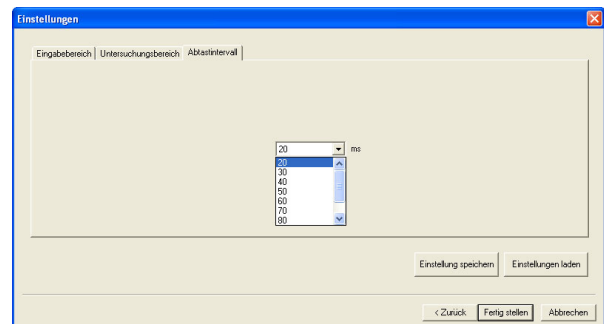 Einstellungen
Eingabebereich Untersuchungsbereich Abtastintervall
20 ms
20
30
40
50
60
70
80
Einstellung speichern Einstellungen laden
< Zurück Fertig stellen Abbrechen